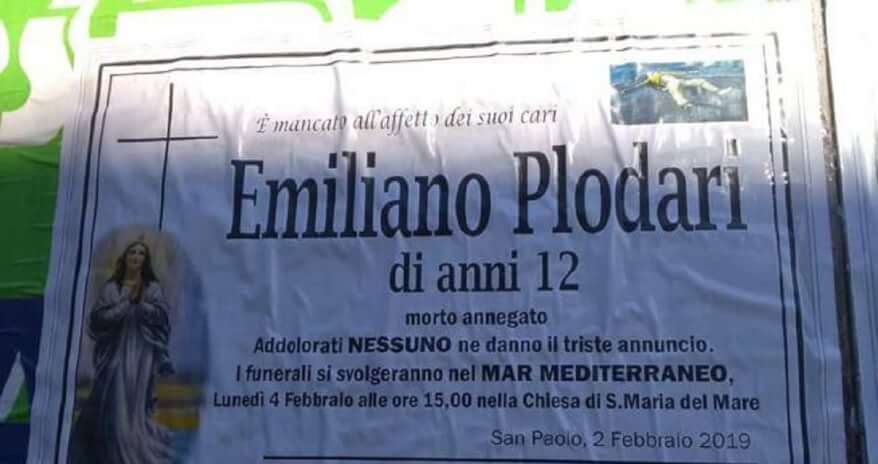 È mancato all'affetto dei suoi cari
Emiliano Plodari
di anni 12
morto annegato
Addolorati NESSUNO ne danno il triste annuncio.
I funerali si svolgeranno nel MAR MEDITERRANEO,
Lunedì 4 Febbraio alle ore 15,00 nella Chiesa di S.Maria del Mare
San Paolo, 2 Febbraio 2019